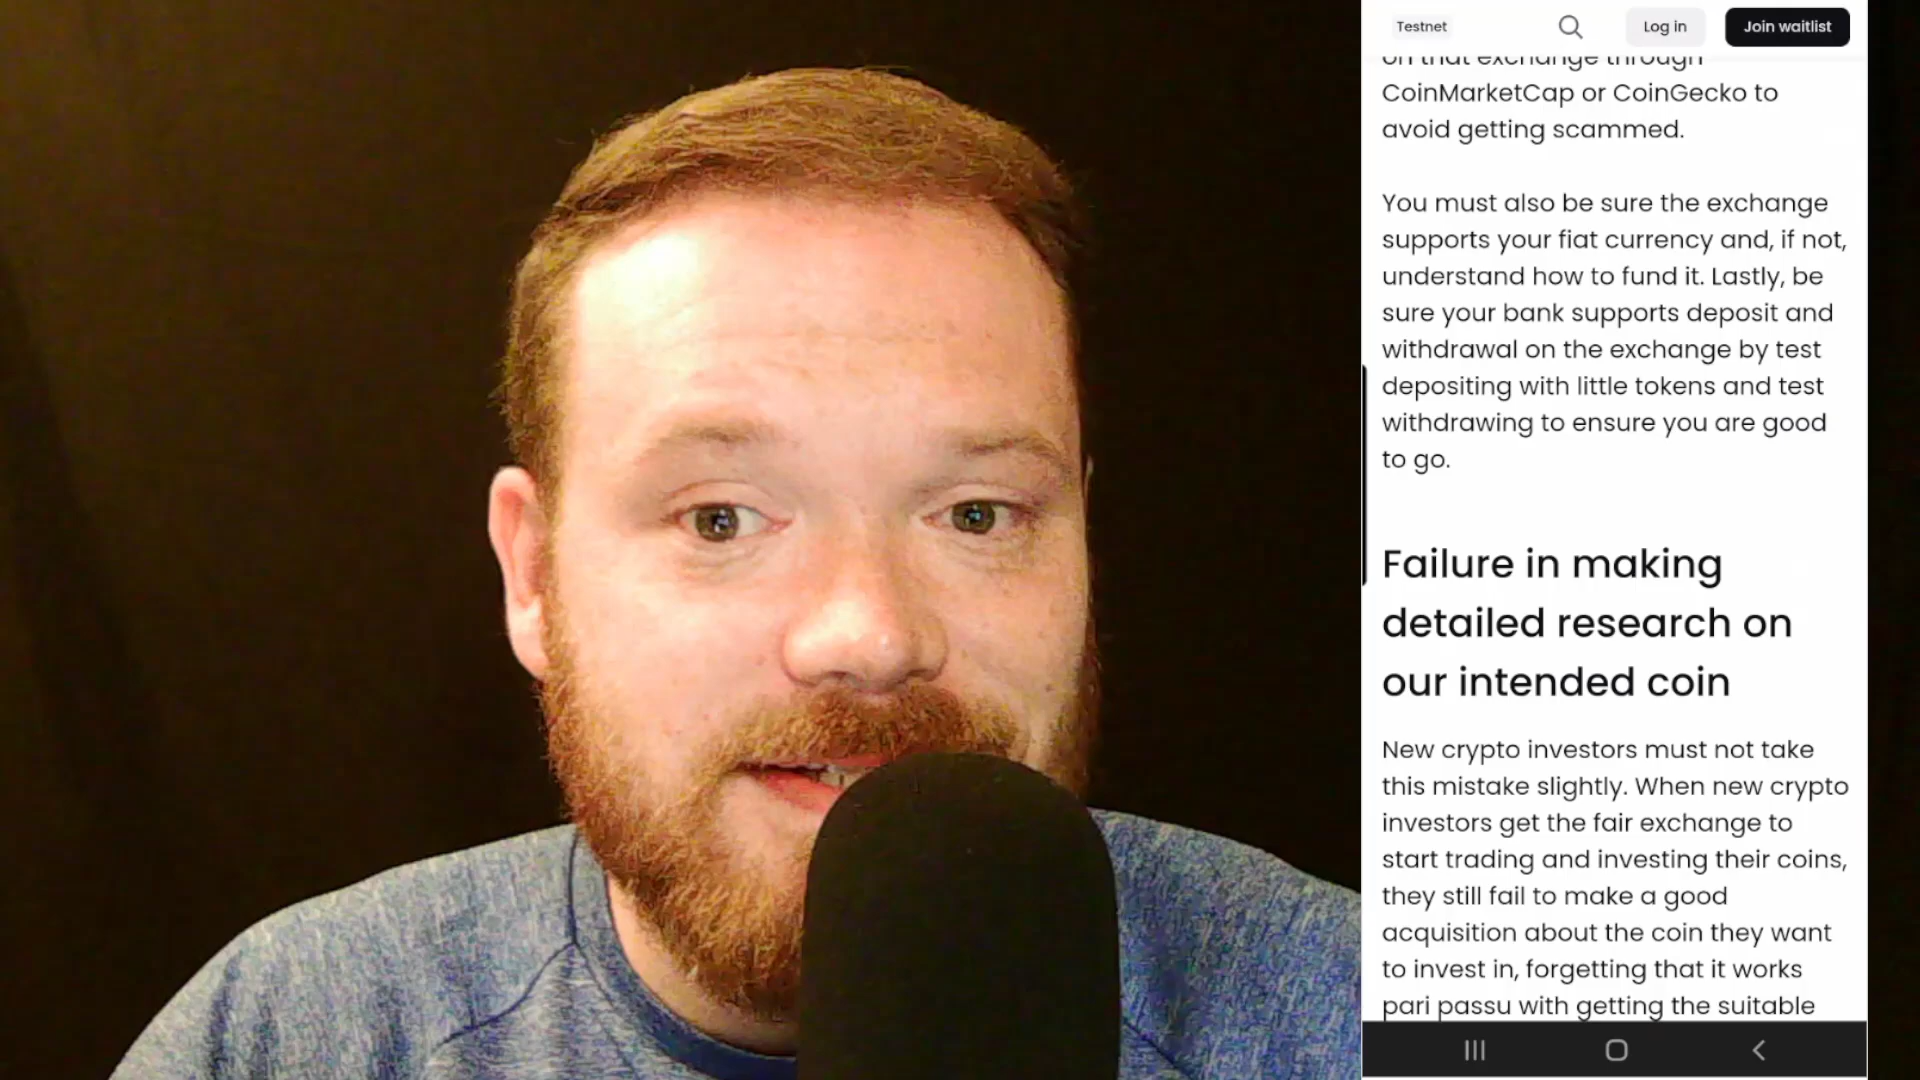 Testnet
Log in
Join waitlist
on that exchange through
CoinMarketCap or CoinGecko to
avoid getting scammed.
You must also be sure the exchange
supports your fiat currency and, if not,
understand how to fund it. Lastly, be
sure your bank supports deposit and
withdrawal on the exchange by test
depositing with little tokens and test
withdrawing to ensure you are good
to go.
Failure in making
detailed research on
our intended coin
New crypto investors must not take
this mistake slightly. When new crypto
investors get the fair exchange to
start trading and investing their coins,
they still fail to make a good
acquisition about the coin they want
to invest in, forgetting that it works
pari passu with getting the suitable